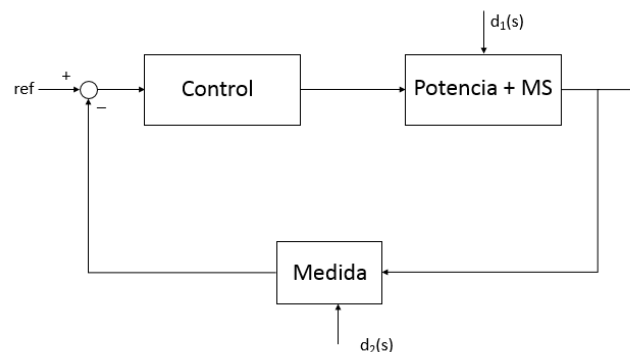 d₁(s)
ref
+
Control
Potencia + MS
–
Medida
d₂(s)